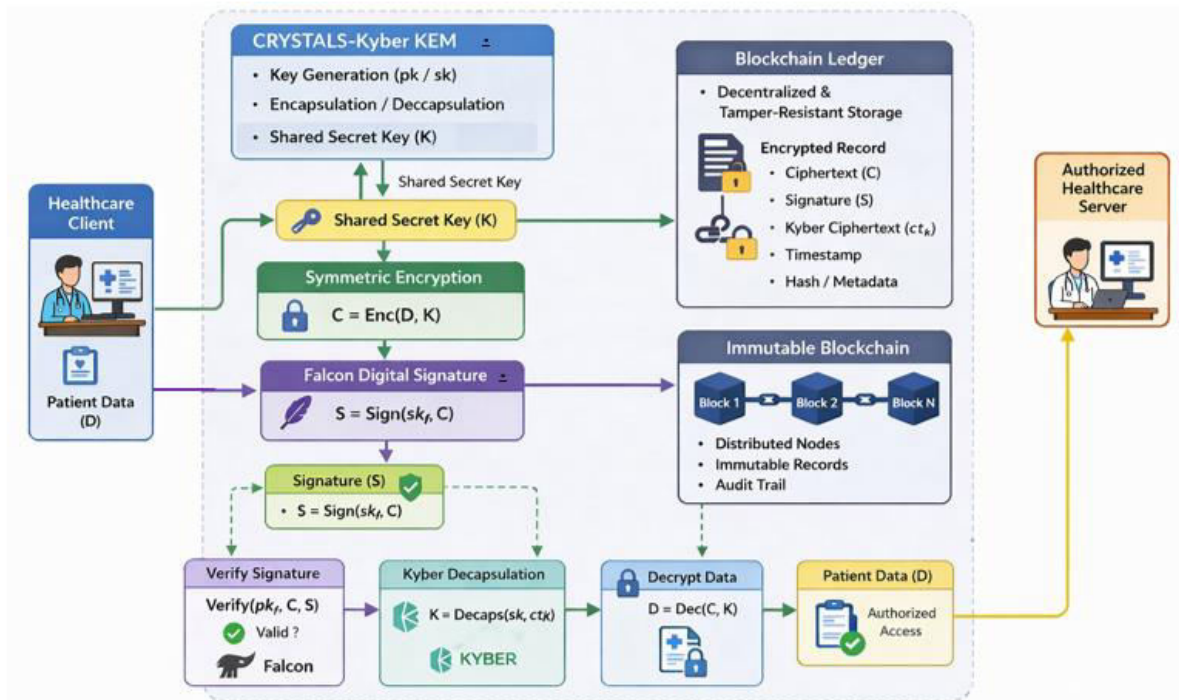 CRYSTALS-Kyber KEM
• Key Generation (pk / sk)
• Encapsulation / Deccapsulation
• Shared Secret Key (K)
Shared Secret Key
Shared Secret Key (K)
Healthcare
Client
Patient Data
(D)
Symmetric Encryption
C = Enc(D, K)
Falcon Digital Signature
S = Sign(skf, C)
Signature (S)
• S = Sign(skf, C)
Blockchain Ledger
• Decentralized &
Tamper-Resistant Storage
Encrypted Record
• Ciphertext (C)
• Signature (S)
• Kyber Ciphertext (ctk)
• Timestamp
• Hash / Metadata
Immutable Blockchain
Block 1
Block 2
Block N
• Distributed Nodes
• Immutable Records
• Audit Trail
Authorized
Healthcare
Server
Verify Signature
Verify(pkf, C, S)
Valid ?
Falcon
Kyber Decapsulation
K = Decaps(sk, ctk)
KYBER
Decrypt Data
D = Dec(C, K)
Patient Data (D)
Authorized
Access